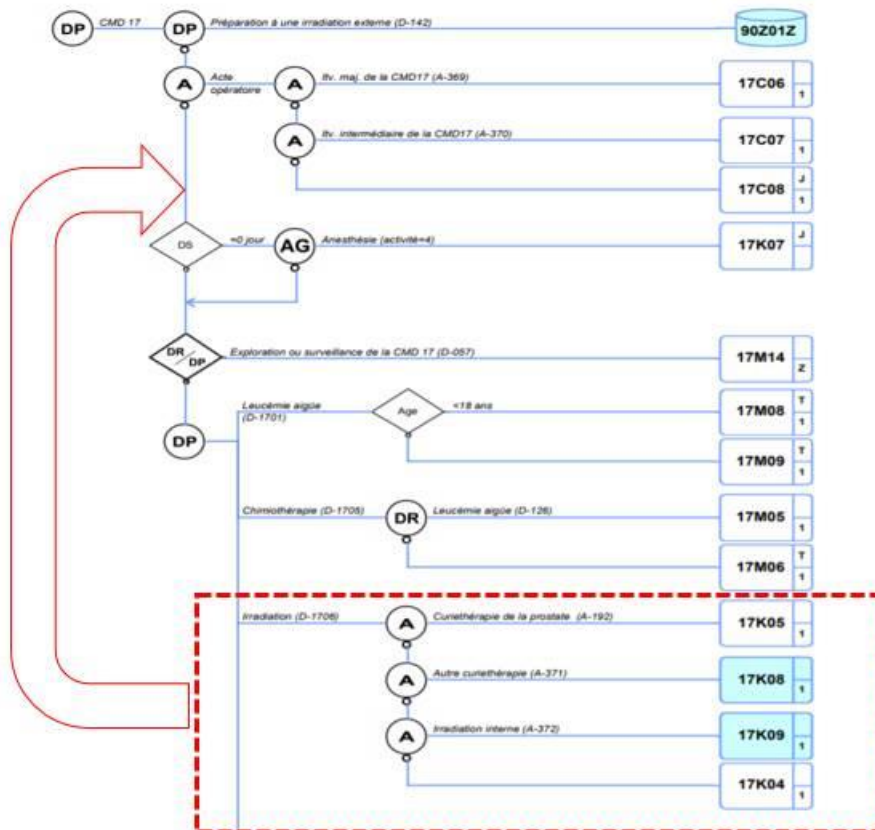 DP CMD 17 DP Préparation à une irradiation externe (D-142) 90Z01Z
A Acte opératoire A Itv. maj. de la CMD17 (A-369) 17C06 1
A Itv. intermédiaire de la CMD17 (A-370) 17C07 1
17C08 J 1
DS =0 jour AG Anesthésie (activité=4) 17K07 J
DR/DP Exploration ou surveillance de la CMD 17 (D-057) 17M14 Z
DP
Leucémie aigüe (D-1701) Age <18 ans 17M08 T 1
17M09 T 1
Chimiothérapie (D-1705) DR Leucémie aigüe (D-126) 17M05 1
17M06 T 1
Irradiation (D-1706) A Curiethérapie de la prostate (A-192) 17K05 1
A Autre curiethérapie (A-371) 17K08 1
A Irradiation interne (A-372) 17K09 1
17K04 1